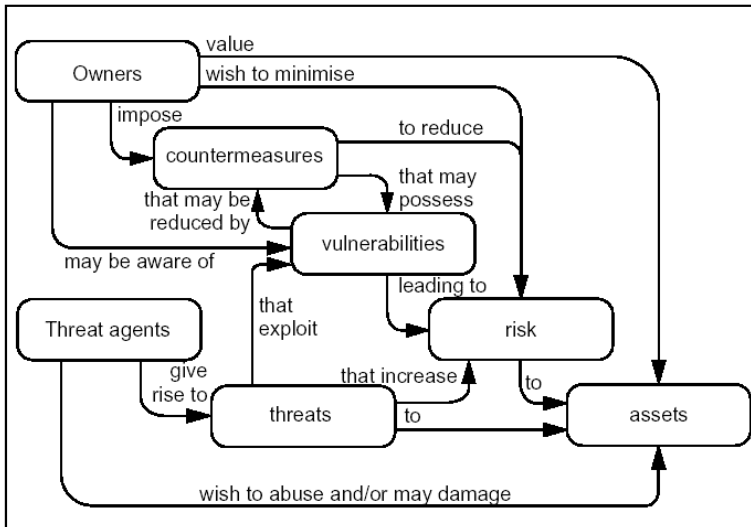 value
Owners
wish to minimise
impose
to reduce
countermeasures
that may be
reduced by
that may
possess
vulnerabilities
may be aware of
leading to
that
exploit
Threat agents
risk
give
rise to
that increase
to
threats
to
assets
wish to abuse and/or may damage